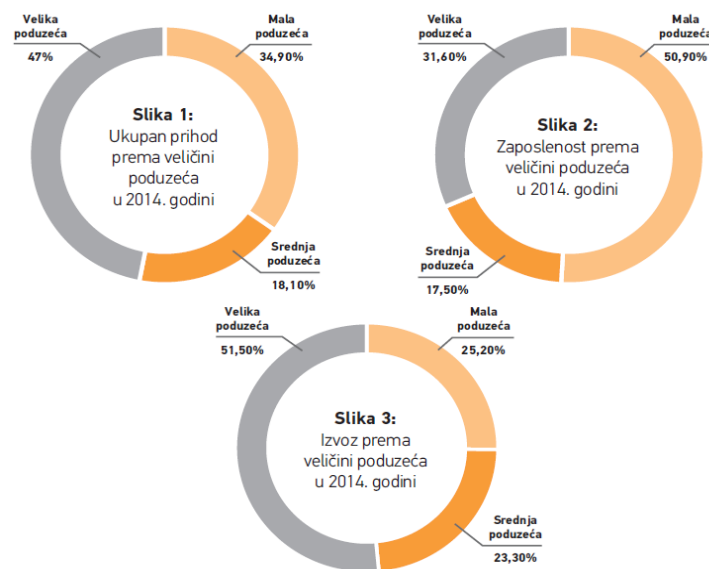 Velika
poduzeća
47%
Mala
poduzeća
34,90%
Slika 1:
Ukupan prihod
prema veličini
poduzeća
u 2014. godini
Srednja
poduzeća
18,10%
Velika
poduzeća
31,60%
Mala
poduzeća
50,90%
Slika 2:
Zaposlenost prema
veličini poduzeća
u 2014. godini
Srednja
poduzeća
17,50%
Velika
poduzeća
51,50%
Mala
poduzeća
25,20%
Slika 3:
Izvoz prema
veličini poduzeća
u 2014. godini
Srednja
poduzeća
23,30%